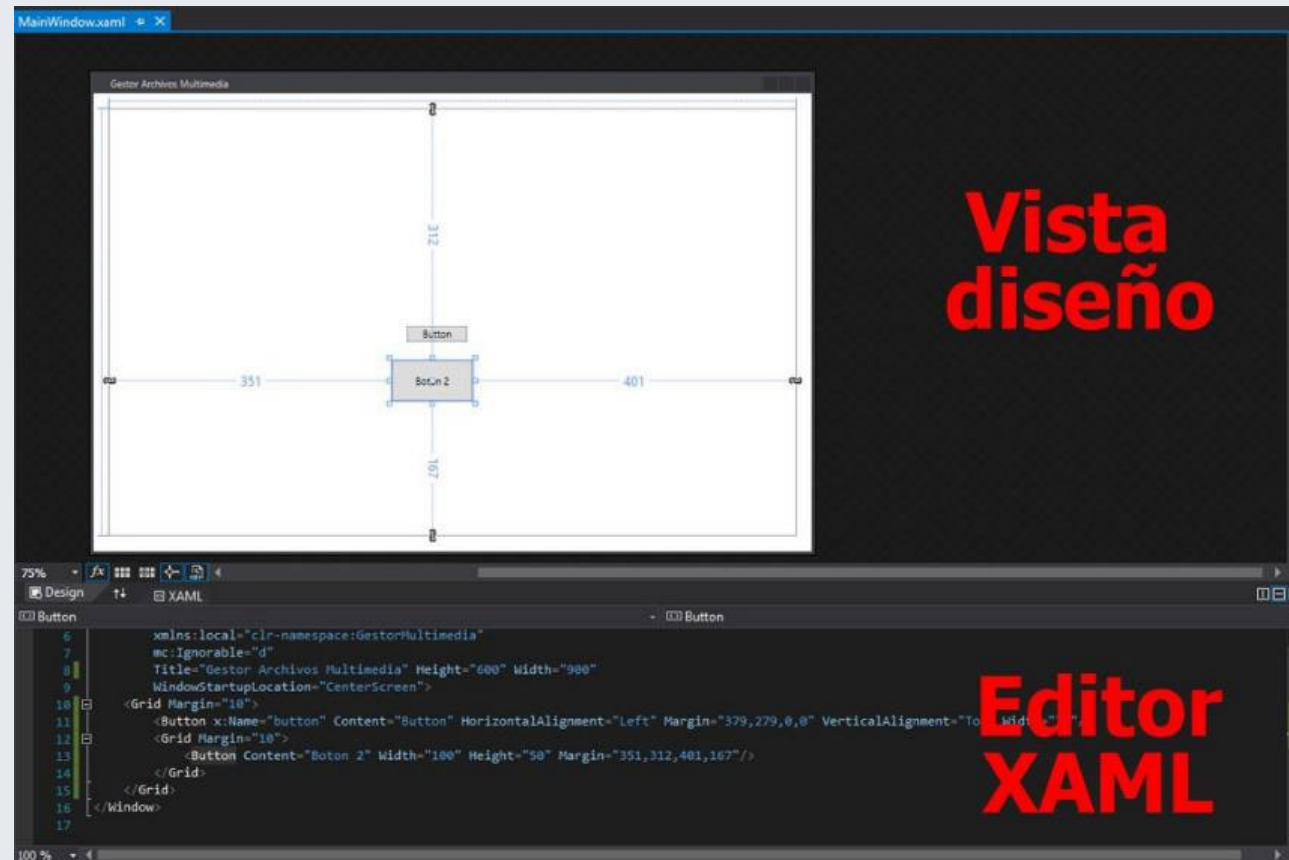 MainWindow.xaml
Gestor Archivos Multimedia
312
Button
351
Boton 2
401
167
Vista
diseño
75%
fx
Design
XAML
Button
Button
6 xmlns:local="clr-namespace:GestorMultimedia"
7 mc:Ignorable="d"
8 Title="Gestor Archivos Multimedia" Height="600" Width="900"
9 WindowStartupLocation="CenterScreen">
10 <Grid Margin="10">
11 <Button x:Name="button" Content="Button" HorizontalAlignment="Left" Margin="379,279,0,0" VerticalAlignment="To
12 <Grid Margin="10">
13 <Button Content="Boton 2" Width="100" Height="50" Margin="351,312,401,167"/>
14 </Grid>
15 </Grid>
16 </Window>
17
Editor
XAML
100 %